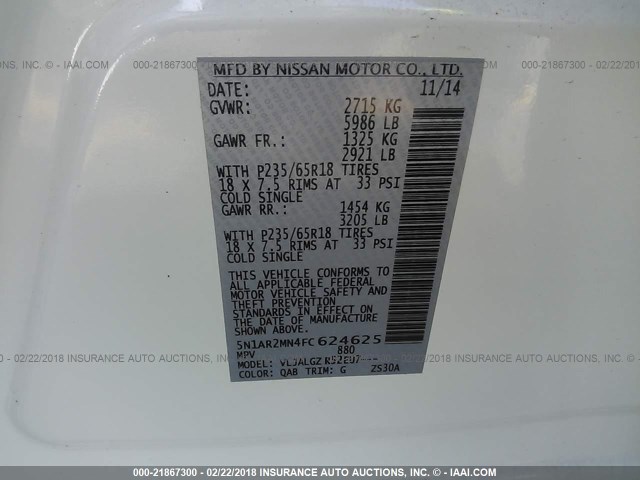 000-21867300 - 02/22/2018 INSURANCE AUTO AUCTIONS, INC. - © IAAI.COM
MFD BY NISSAN MOTOR CO., LTD.
DATE: 11/14
GVWR: 2715 KG
5986 LB
GAWR FR.: 1325 KG
2921 LB
WITH P235/65R18 TIRES
18 X 7.5 RIMS AT 33 PSI
COLD SINGLE
GAWR RR.: 1454 KG
3205 LB
WITH P235/65R18 TIRES
18 X 7.5 RIMS AT 33 PSI
COLD SINGLE
THIS VEHICLE CONFORMS TO
ALL APPLICABLE FEDERAL
MOTOR VEHICLE SAFETY AND
THEFT PREVENTION
STANDARDS IN EFFECT ON
THE DATE OF MANUFACTURE
SHOWN ABOVE.
5N1AR2MN4FC624625
MPV 880
MODEL:
COLOR: QAB TRIM: G ZS30A
000-21867300 - 02/22/2018 INSURANCE AUTO AUCTIONS, INC. - © IAAI.COM